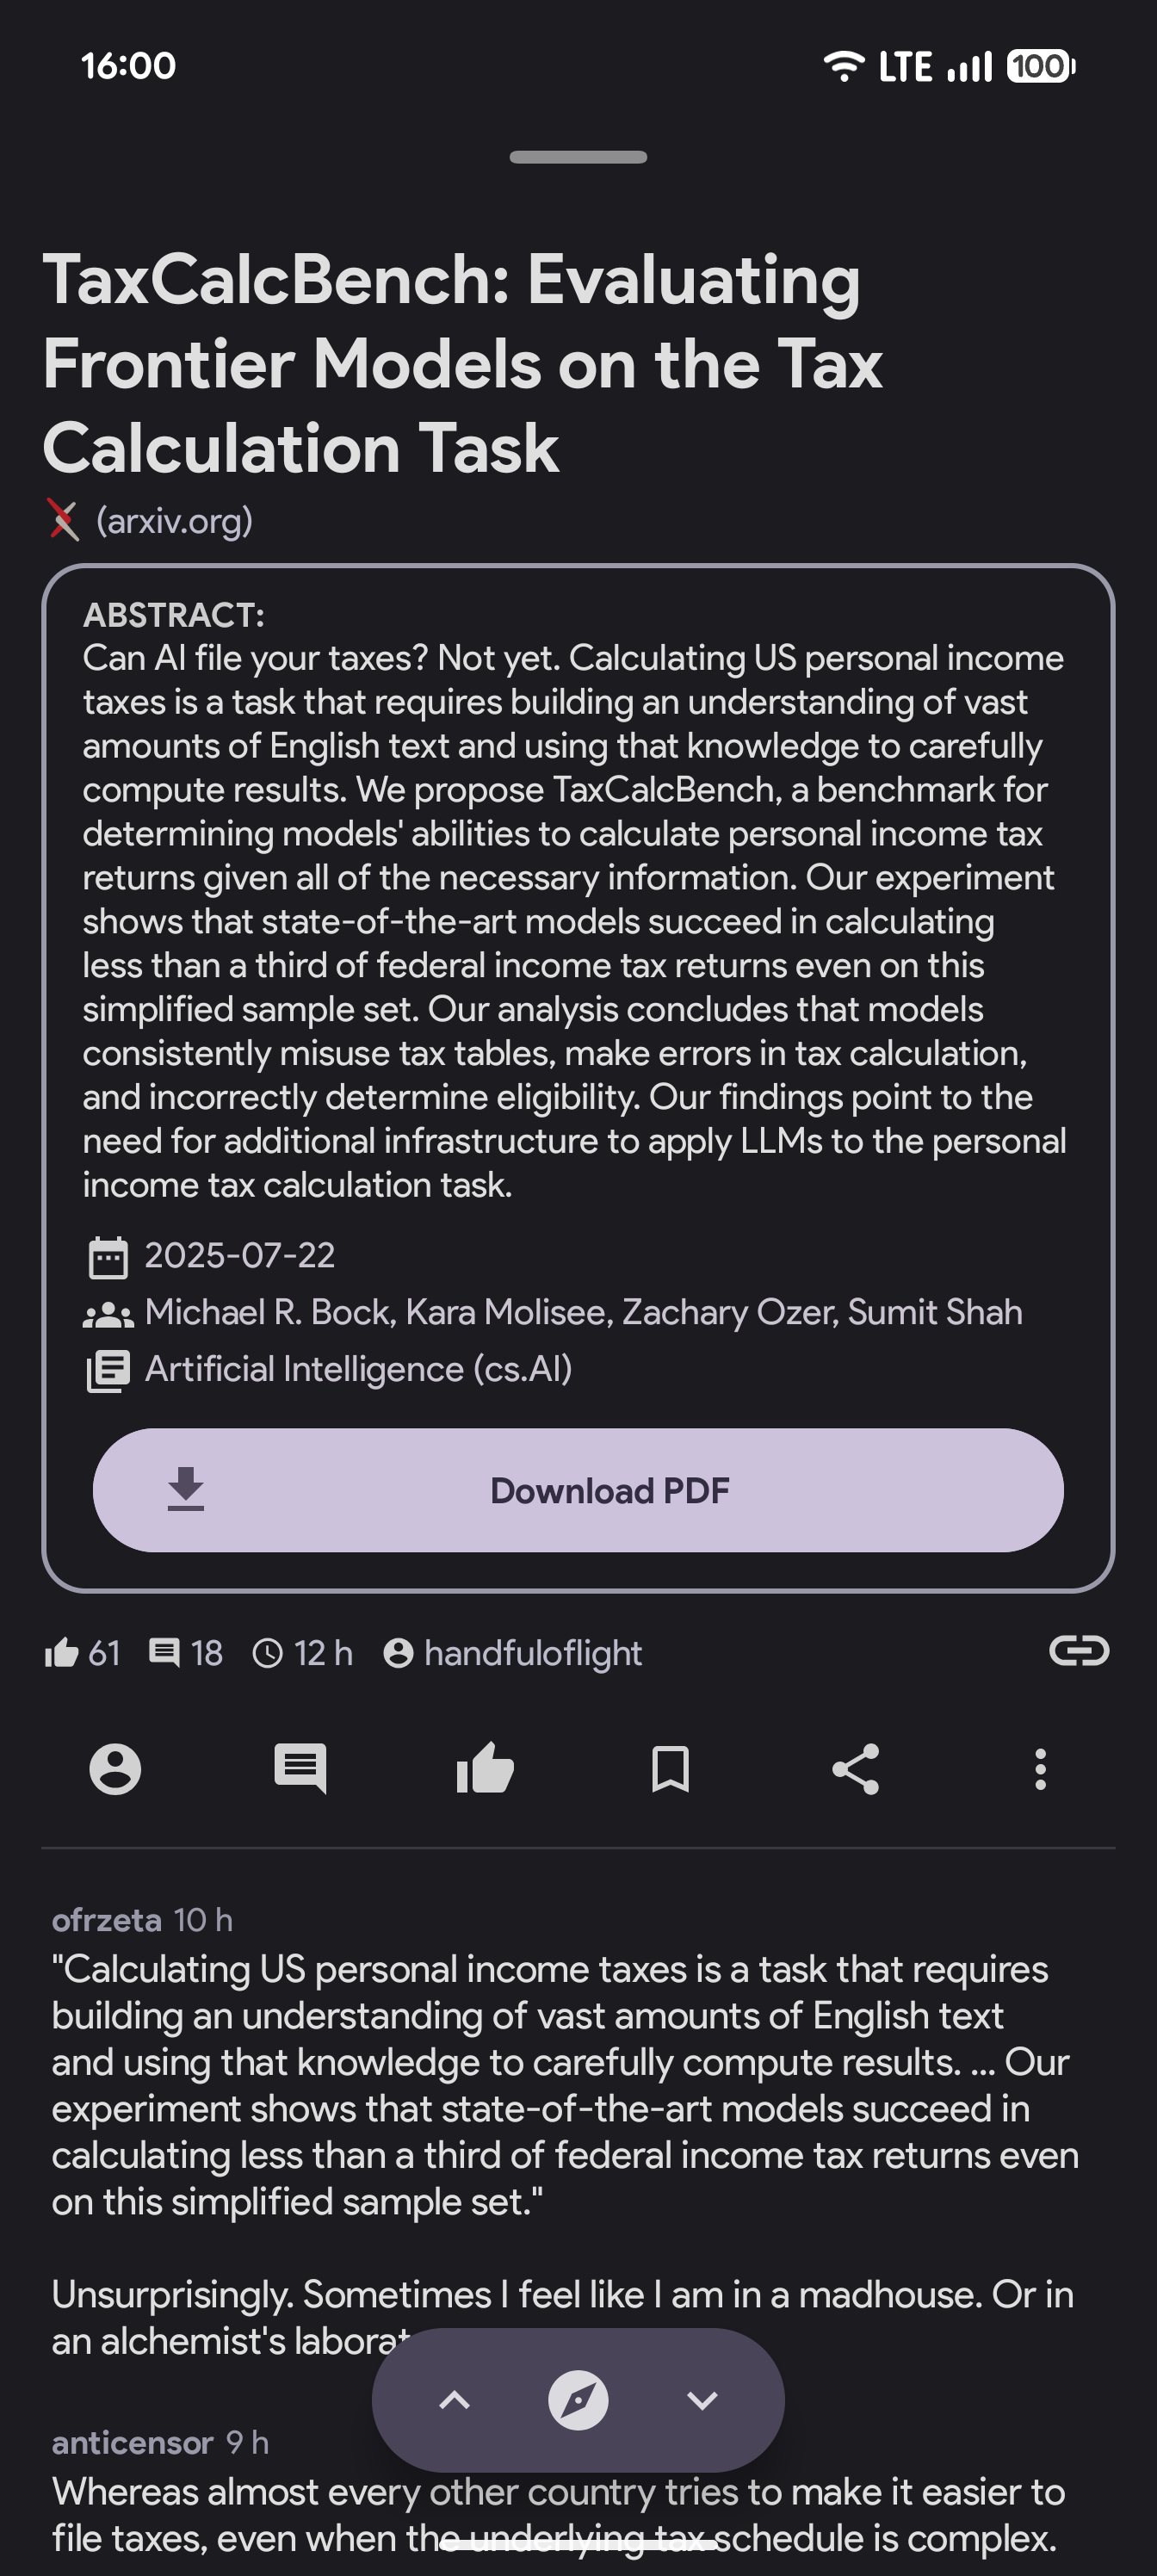 16:00 LTE 100
TaxCalcBench: Evaluating
Frontier Models on the Tax
Calculation Task
(arxiv.org)
ABSTRACT:
Can AI file your taxes? Not yet. Calculating US personal income
taxes is a task that requires building an understanding of vast
amounts of English text and using that knowledge to carefully
compute results. We propose TaxCalcBench, a benchmark for
determining models' abilities to calculate personal income tax
returns given all of the necessary information. Our experiment
shows that state-of-the-art models succeed in calculating
less than a third of federal income tax returns even on this
simplified sample set. Our analysis concludes that models
consistently misuse tax tables, make errors in tax calculation,
and incorrectly determine eligibility. Our findings point to the
need for additional infrastructure to apply LLMs to the personal
income tax calculation task.
2025-07-22
Michael R. Bock, Kara Molisee, Zachary Ozer, Sumit Shah
Artificial Intelligence (cs.AI)
Download PDF
61 18 12 h handfuloflight
ofrzeta 10 h
"Calculating US personal income taxes is a task that requires
building an understanding of vast amounts of English text
and using that knowledge to carefully compute results. ... Our
experiment shows that state-of-the-art models succeed in
calculating less than a third of federal income tax returns even
on this simplified sample set."
Unsurprisingly. Sometimes I feel like I am in a madhouse. Or in
an alchemist's
anticensor 9 h
Whereas almost every other country tries to make it easier to
file taxes, even when the underlying tax schedule is complex.